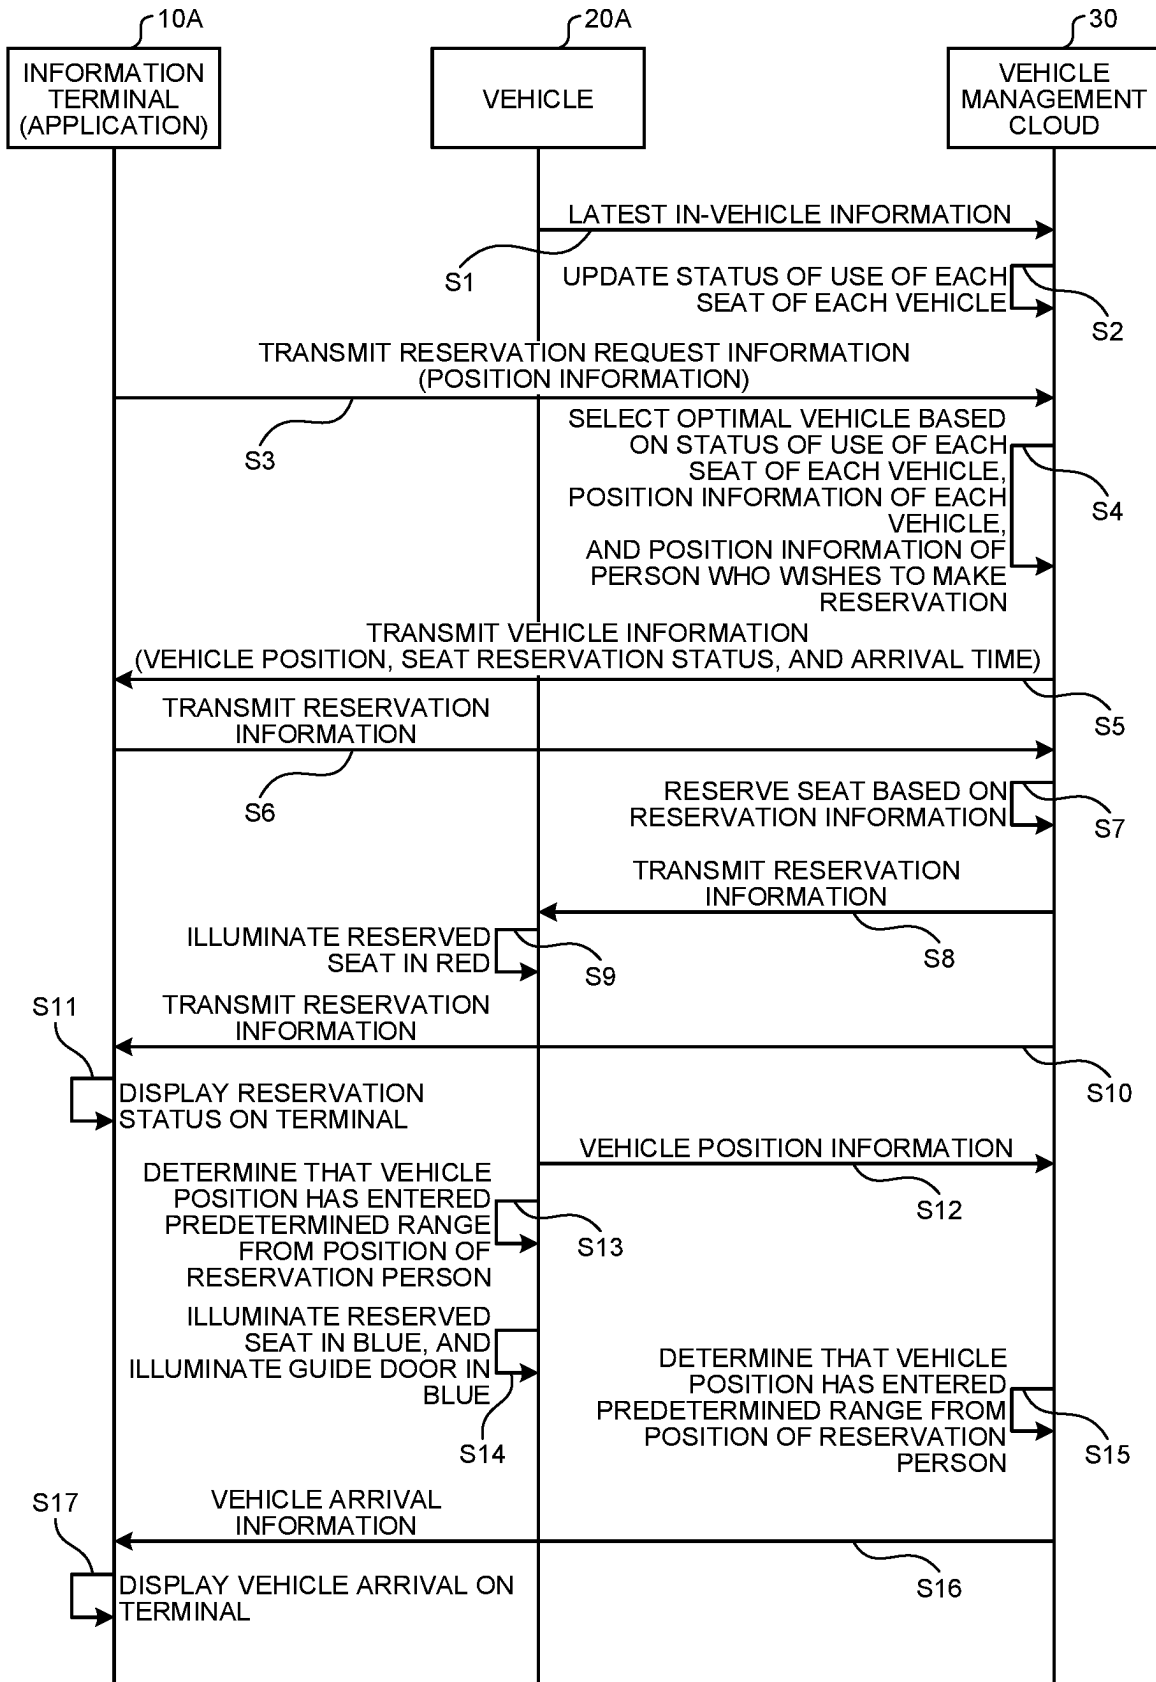 10A
20A
30
INFORMATION
TERMINAL
(APPLICATION)
VEHICLE
VEHICLE
MANAGEMENT
CLOUD
LATEST IN-VEHICLE INFORMATION
S1
UPDATE STATUS OF USE OF EACH
SEAT OF EACH VEHICLE
S2
TRANSMIT RESERVATION REQUEST INFORMATION
(POSITION INFORMATION)
S3
SELECT OPTIMAL VEHICLE BASED
ON STATUS OF USE OF EACH
SEAT OF EACH VEHICLE,
POSITION INFORMATION OF EACH
VEHICLE,
AND POSITION INFORMATION OF
PERSON WHO WISHES TO MAKE
RESERVATION
S4
TRANSMIT VEHICLE INFORMATION
(VEHICLE POSITION, SEAT RESERVATION STATUS, AND ARRIVAL TIME)
S5
TRANSMIT RESERVATION
INFORMATION
S6
RESERVE SEAT BASED ON
RESERVATION INFORMATION
S7
TRANSMIT RESERVATION
INFORMATION
S8
ILLUMINATE RESERVED
SEAT IN RED
S9
TRANSMIT RESERVATION
INFORMATION
S10
S11
DISPLAY RESERVATION
STATUS ON TERMINAL
VEHICLE POSITION INFORMATION
S12
DETERMINE THAT VEHICLE
POSITION HAS ENTERED
PREDETERMINED RANGE
FROM POSITION OF
RESERVATION PERSON
S13
ILLUMINATE RESERVED
SEAT IN BLUE, AND
ILLUMINATE GUIDE DOOR IN
BLUE
S14
DETERMINE THAT VEHICLE
POSITION HAS ENTERED
PREDETERMINED RANGE FROM
POSITION OF RESERVATION
PERSON
S15
VEHICLE ARRIVAL
INFORMATION
S16
S17
DISPLAY VEHICLE ARRIVAL ON
TERMINAL